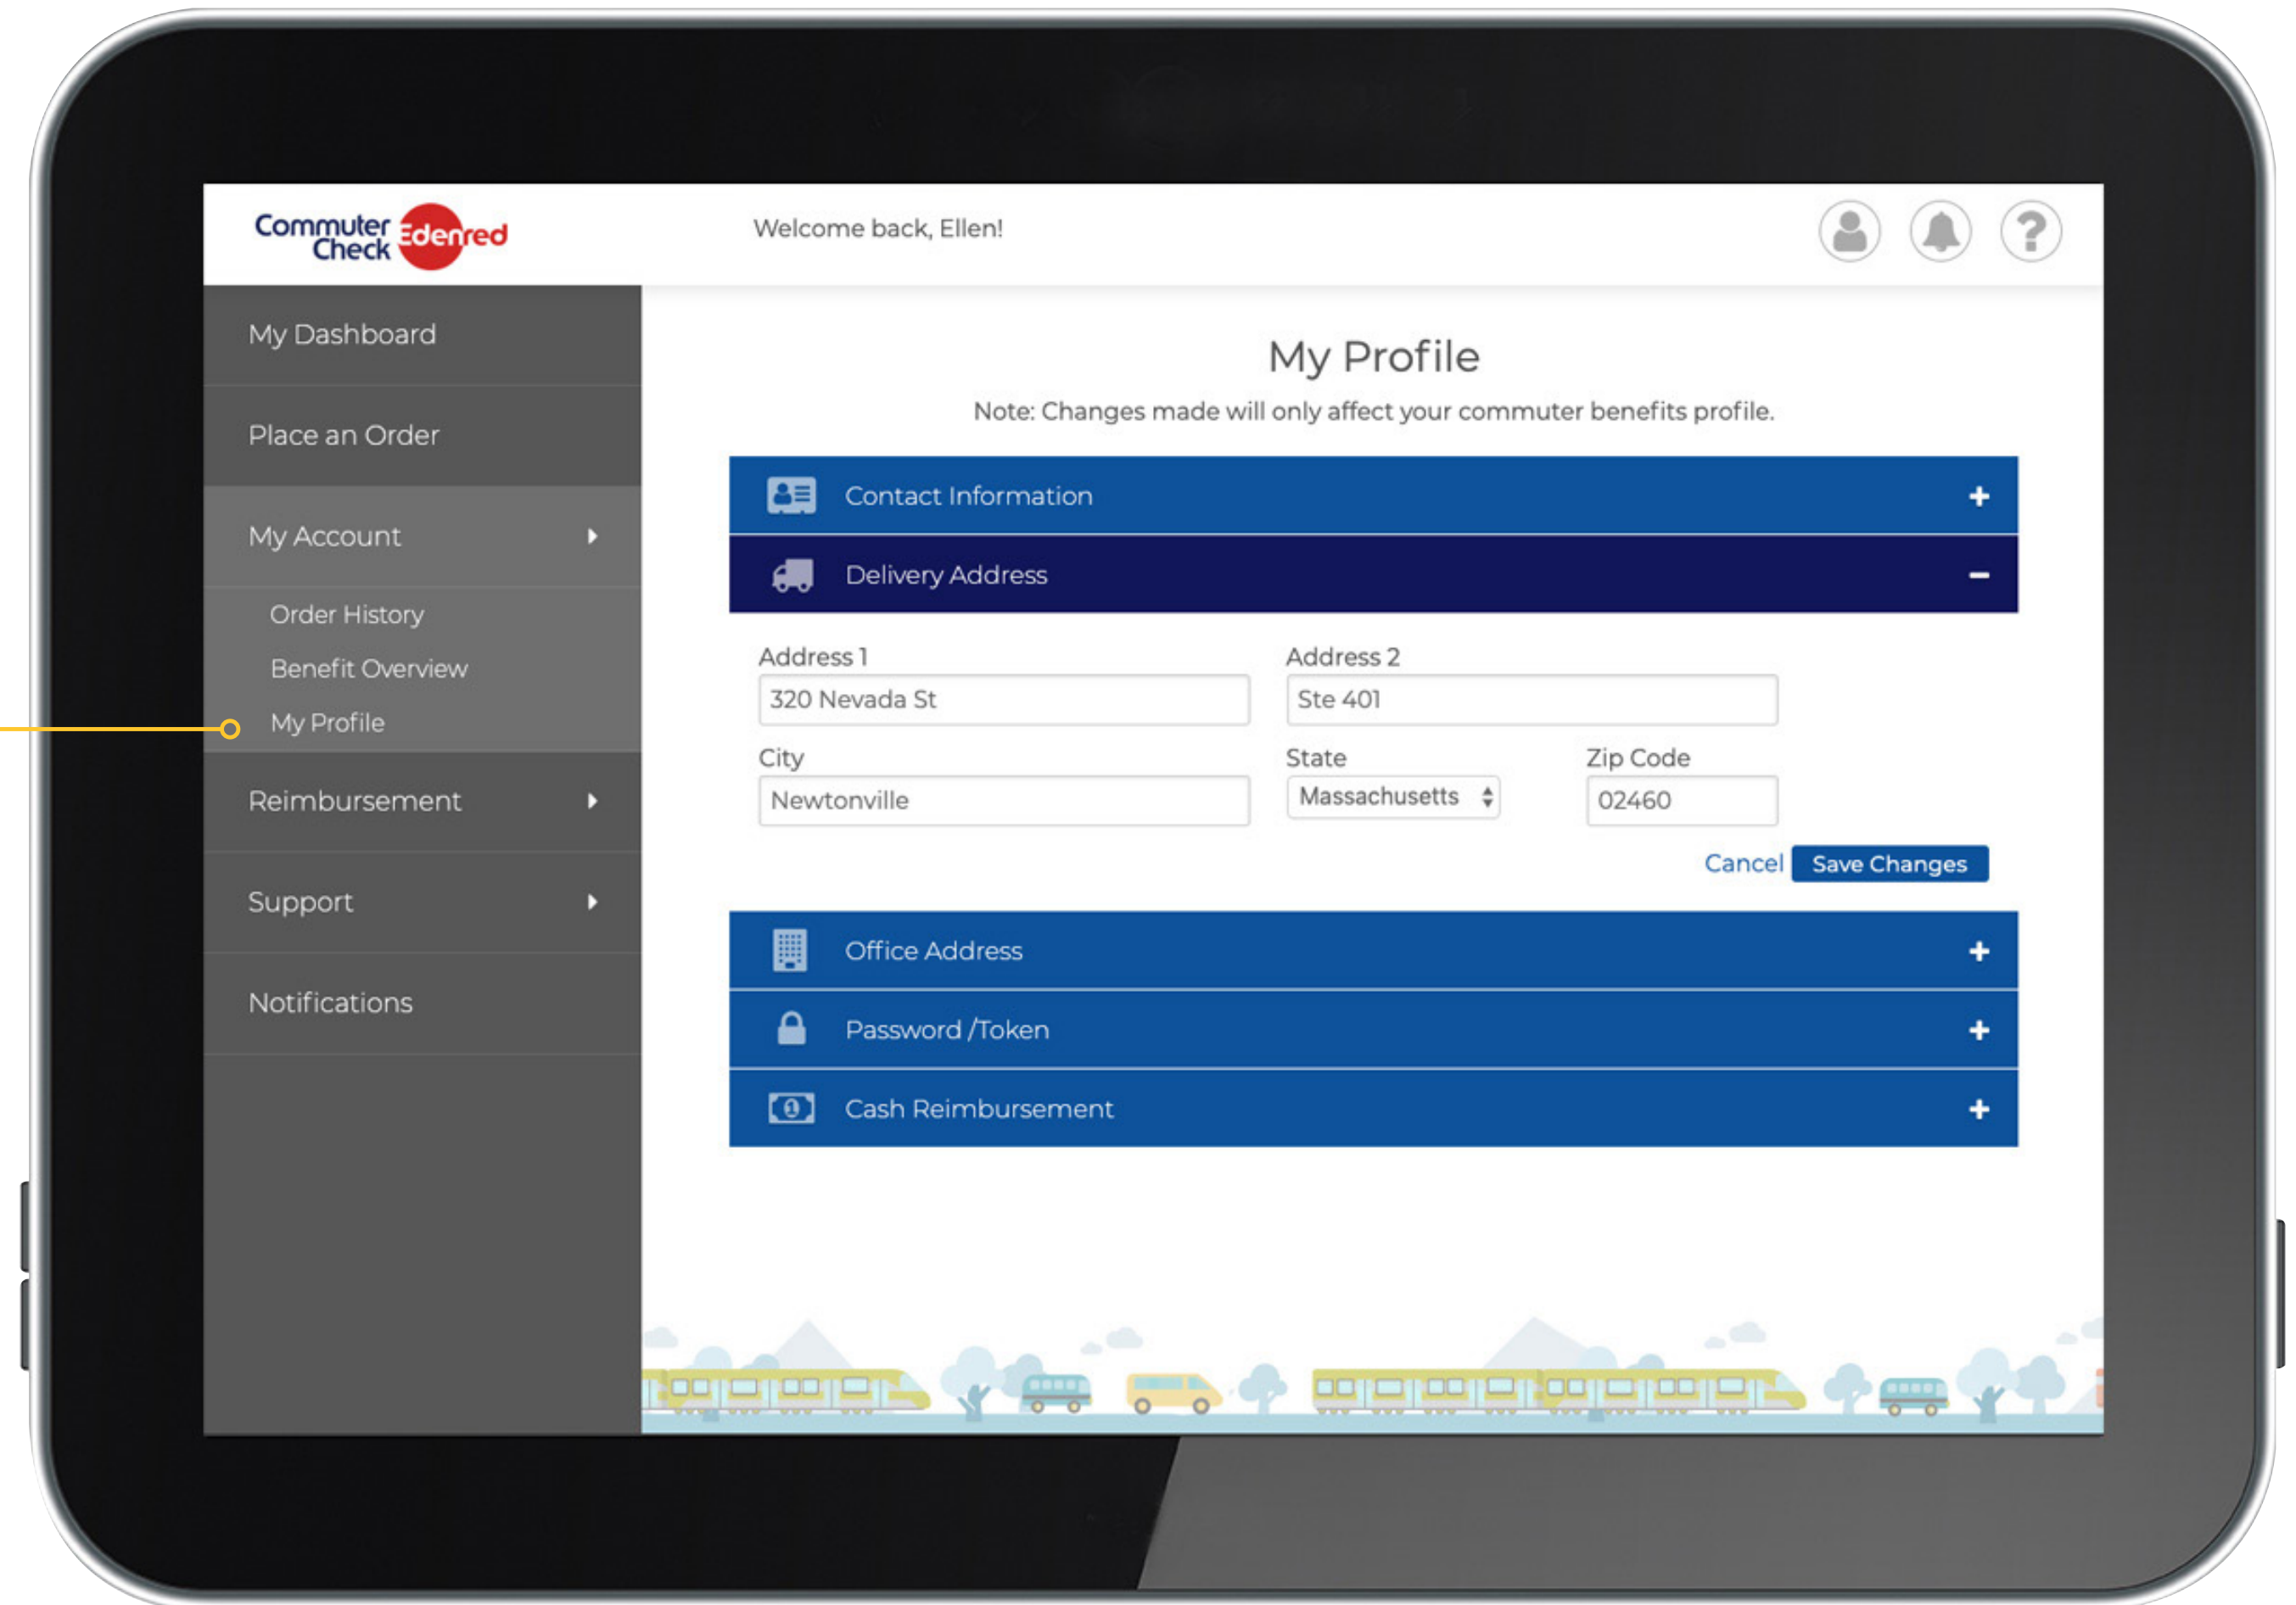 Commuter
Check
Edenred
Welcome back, Ellen!
?
My Dashboard
Place an Order
My Account
Order History
Benefit Overview
My Profile
Reimbursement
Support
Notifications
My Profile
Note: Changes made will only affect your commuter benefits profile.
Contact Information +
Delivery Address −
Address 1 Address 2
320 Nevada St Ste 401
City State Zip Code
Newtonville Massachusetts 02460
Cancel Save Changes
Office Address +
Password /Token +
1 Cash Reimbursement +